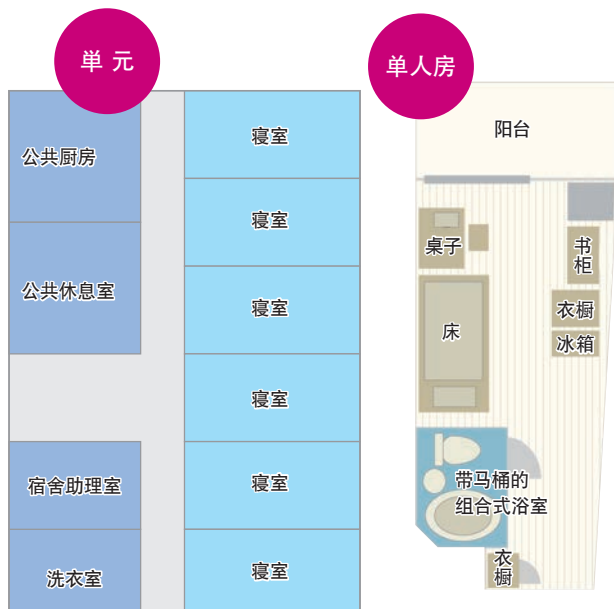 単 元
公共厨房
公共休息室
宿舍助理室
洗衣室
寝室
寝室
寝室
寝室
寝室
寝室
单人房
阳台
桌子
书柜
衣橱
冰箱
床
带马桶的
组合式浴室
衣橱